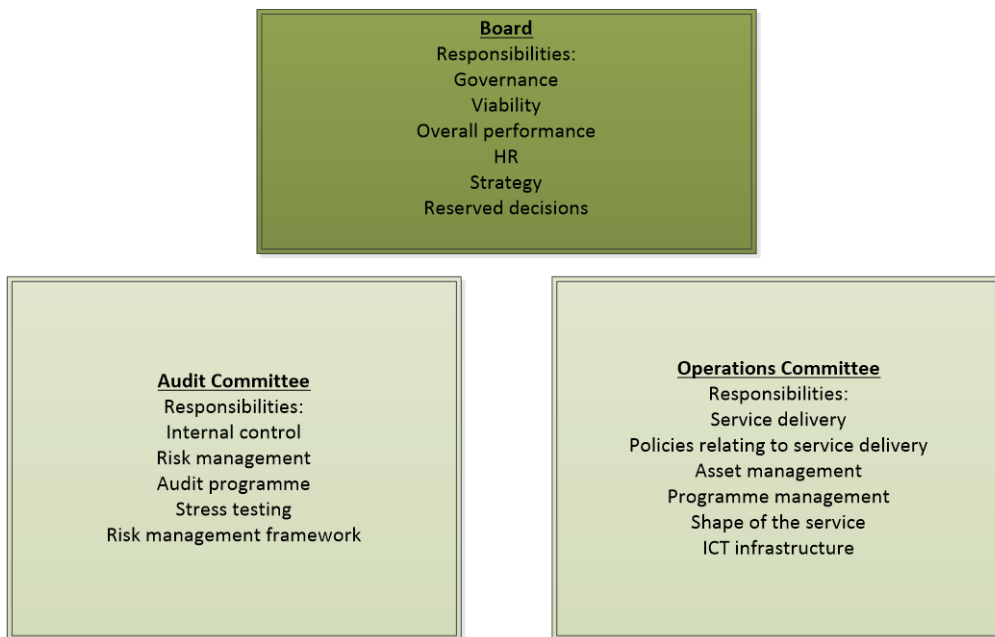 Board
Responsibilities:
Governance
Viability
Overall performance
HR
Strategy
Reserved decisions
Audit Committee
Responsibilities:
Internal control
Risk management
Audit programme
Stress testing
Risk management framework
Operations Committee
Responsibilities:
Service delivery
Policies relating to service delivery
Asset management
Programme management
Shape of the service
ICT infrastructure